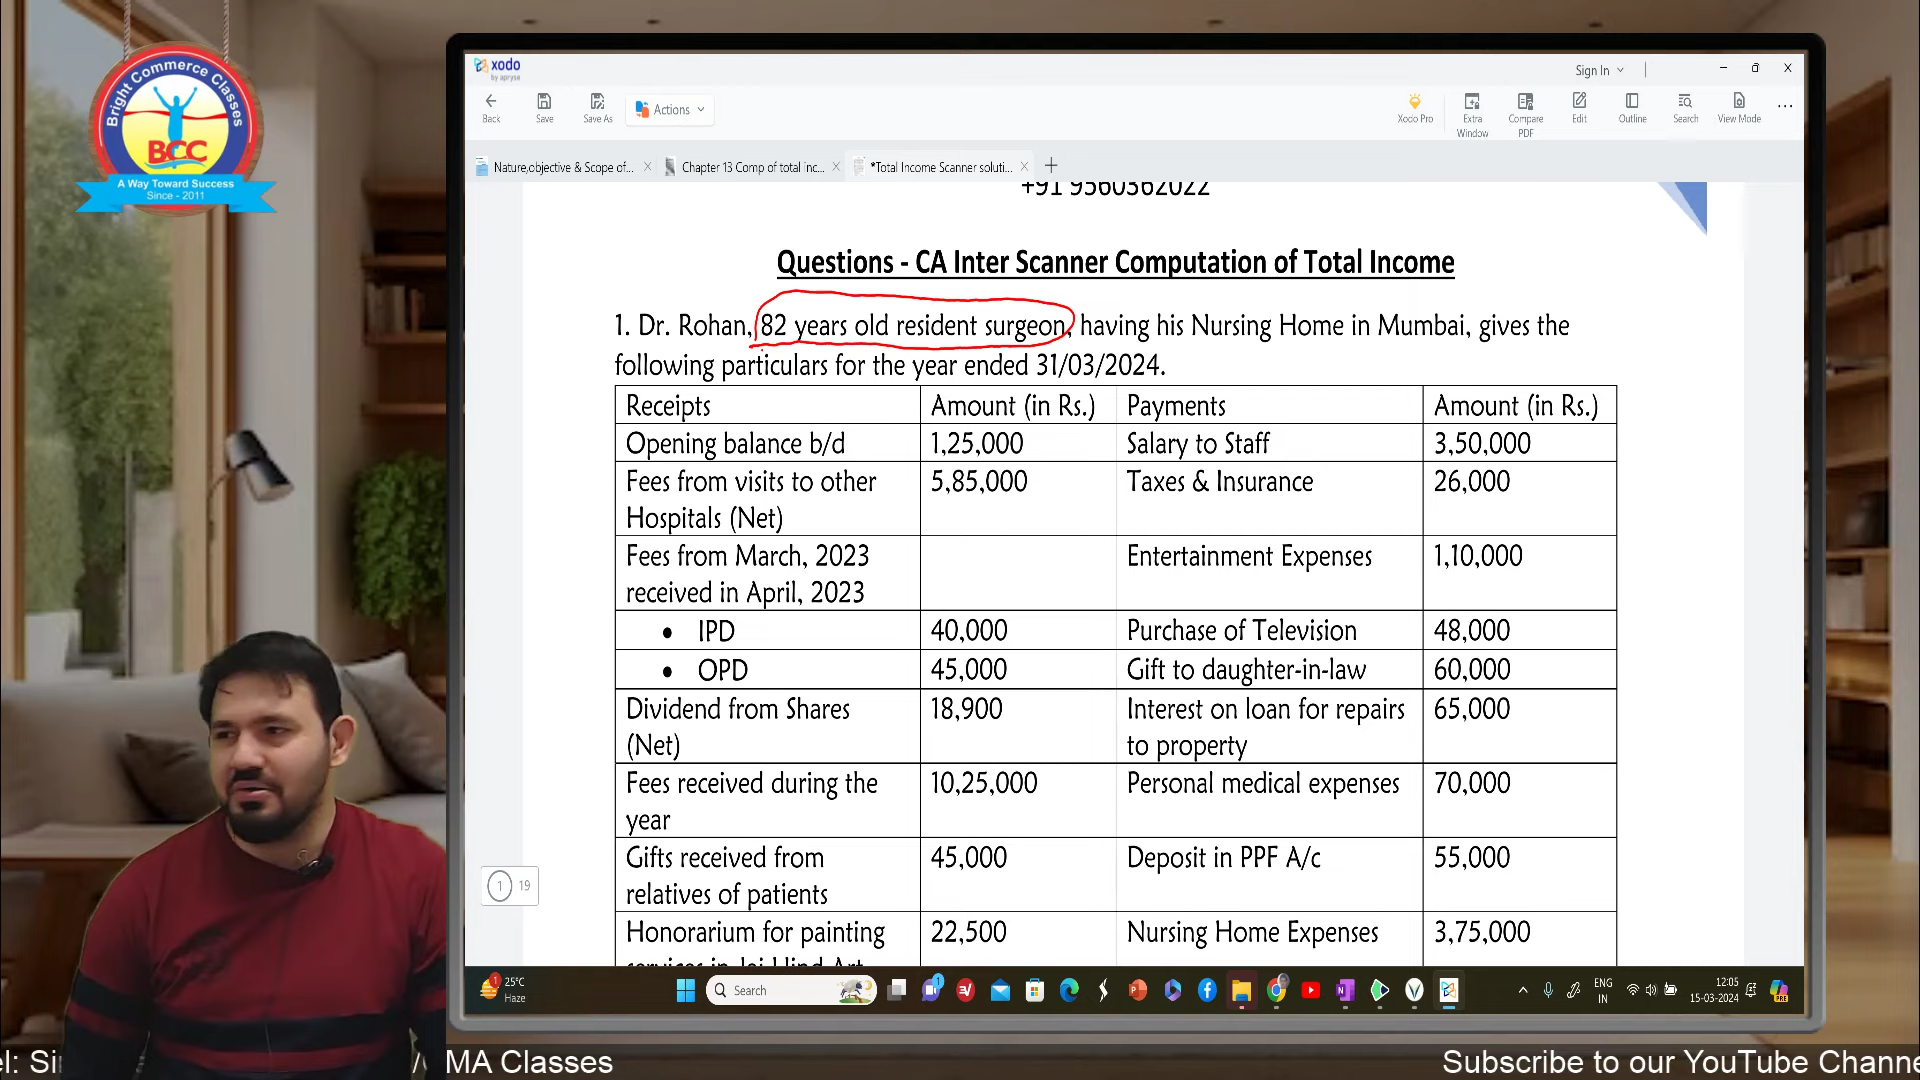 Bright Commerce Classes
BCC
A Way Toward Success
Since - 2011
xodo
by apryse
Sign In
Back
Save
Save As
Actions
Xodo Pro
Extra Window
Compare PDF
Edit
Outline
Search
View Mode
Nature,objective & Scope of...
Chapter 13 Comp of total inc...
*Total Income Scanner soluti...
+91 9560362022
Questions - CA Inter Scanner Computation of Total Income
1. Dr. Rohan, 82 years old resident surgeon, having his Nursing Home in Mumbai, gives the
following particulars for the year ended 31/03/2024.
Receipts Amount (in Rs.) Payments Amount (in Rs.)
Opening balance b/d 1,25,000 Salary to Staff 3,50,000
Fees from visits to other 5,85,000 Taxes & Insurance 26,000
Hospitals (Net)
Fees from March, 2023 Entertainment Expenses 1,10,000
received in April, 2023
• IPD 40,000 Purchase of Television 48,000
• OPD 45,000 Gift to daughter-in-law 60,000
Dividend from Shares 18,900 Interest on loan for repairs 65,000
(Net) to property
Fees received during the 10,25,000 Personal medical expenses 70,000
year
Gifts received from 45,000 Deposit in PPF A/c 55,000
relatives of patients
Honorarium for painting 22,500 Nursing Home Expenses 3,75,000
1 19
25°C
Haze
Search
ENG
IN
12:05
15-03-2024
el: Si /CMA Classes Subscribe to our YouTube Channe